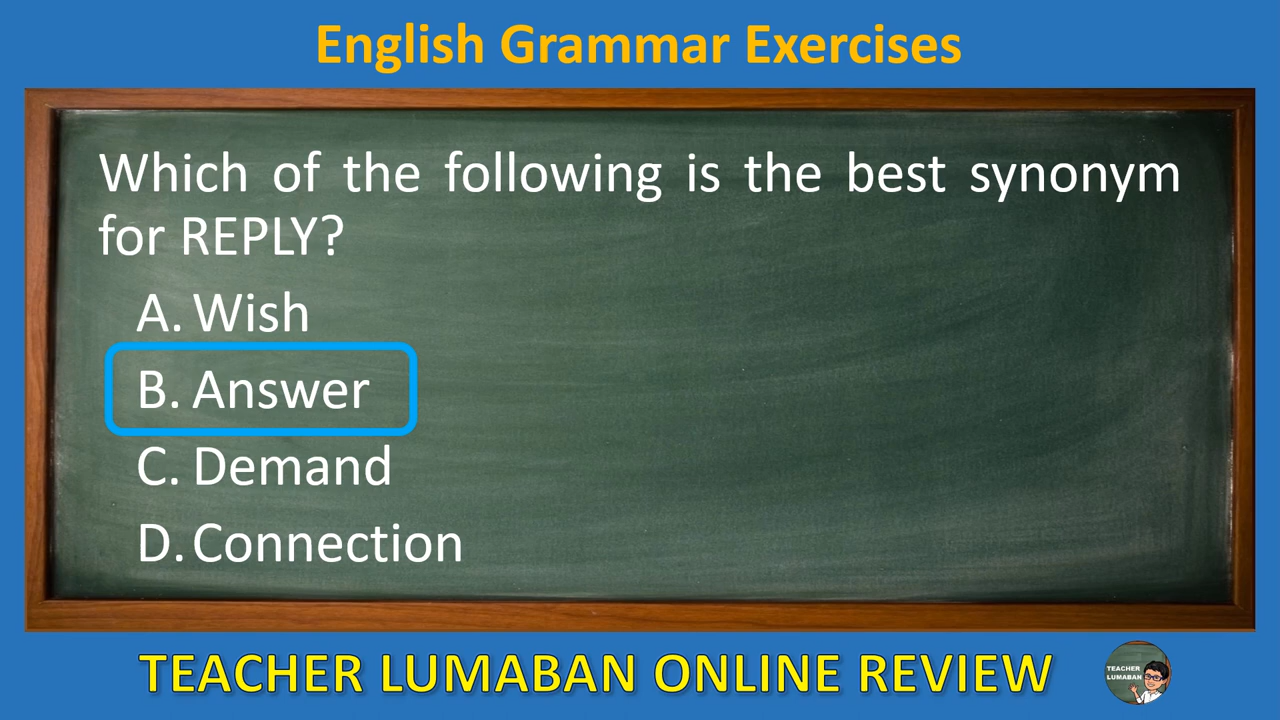 English Grammar Exercises
Which of the following is the best synonym
for REPLY?
A. Wish
B. Answer
C. Demand
D. Connection
TEACHER LUMABAN ONLINE REVIEW
TEACHER
LUMABAN